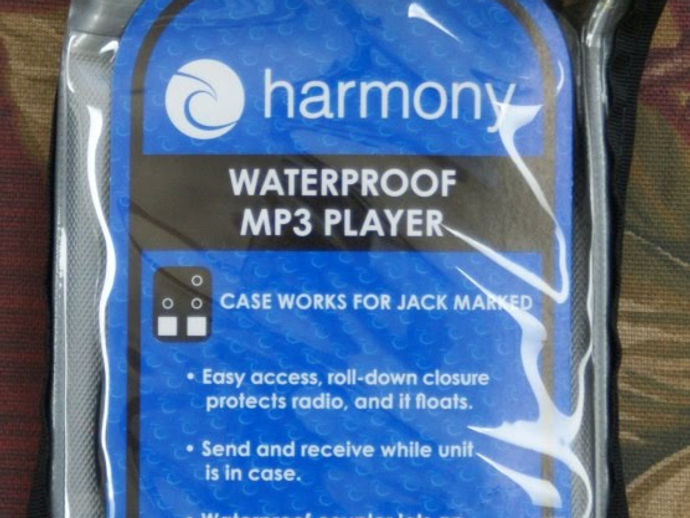 harmony
WATERPROOF
MP3 PLAYER
CASE WORKS FOR JACK MARKED
• Easy access, roll-down closure
protects radio, and it floats.
• Send and receive while unit
is in case.
• Waterproof